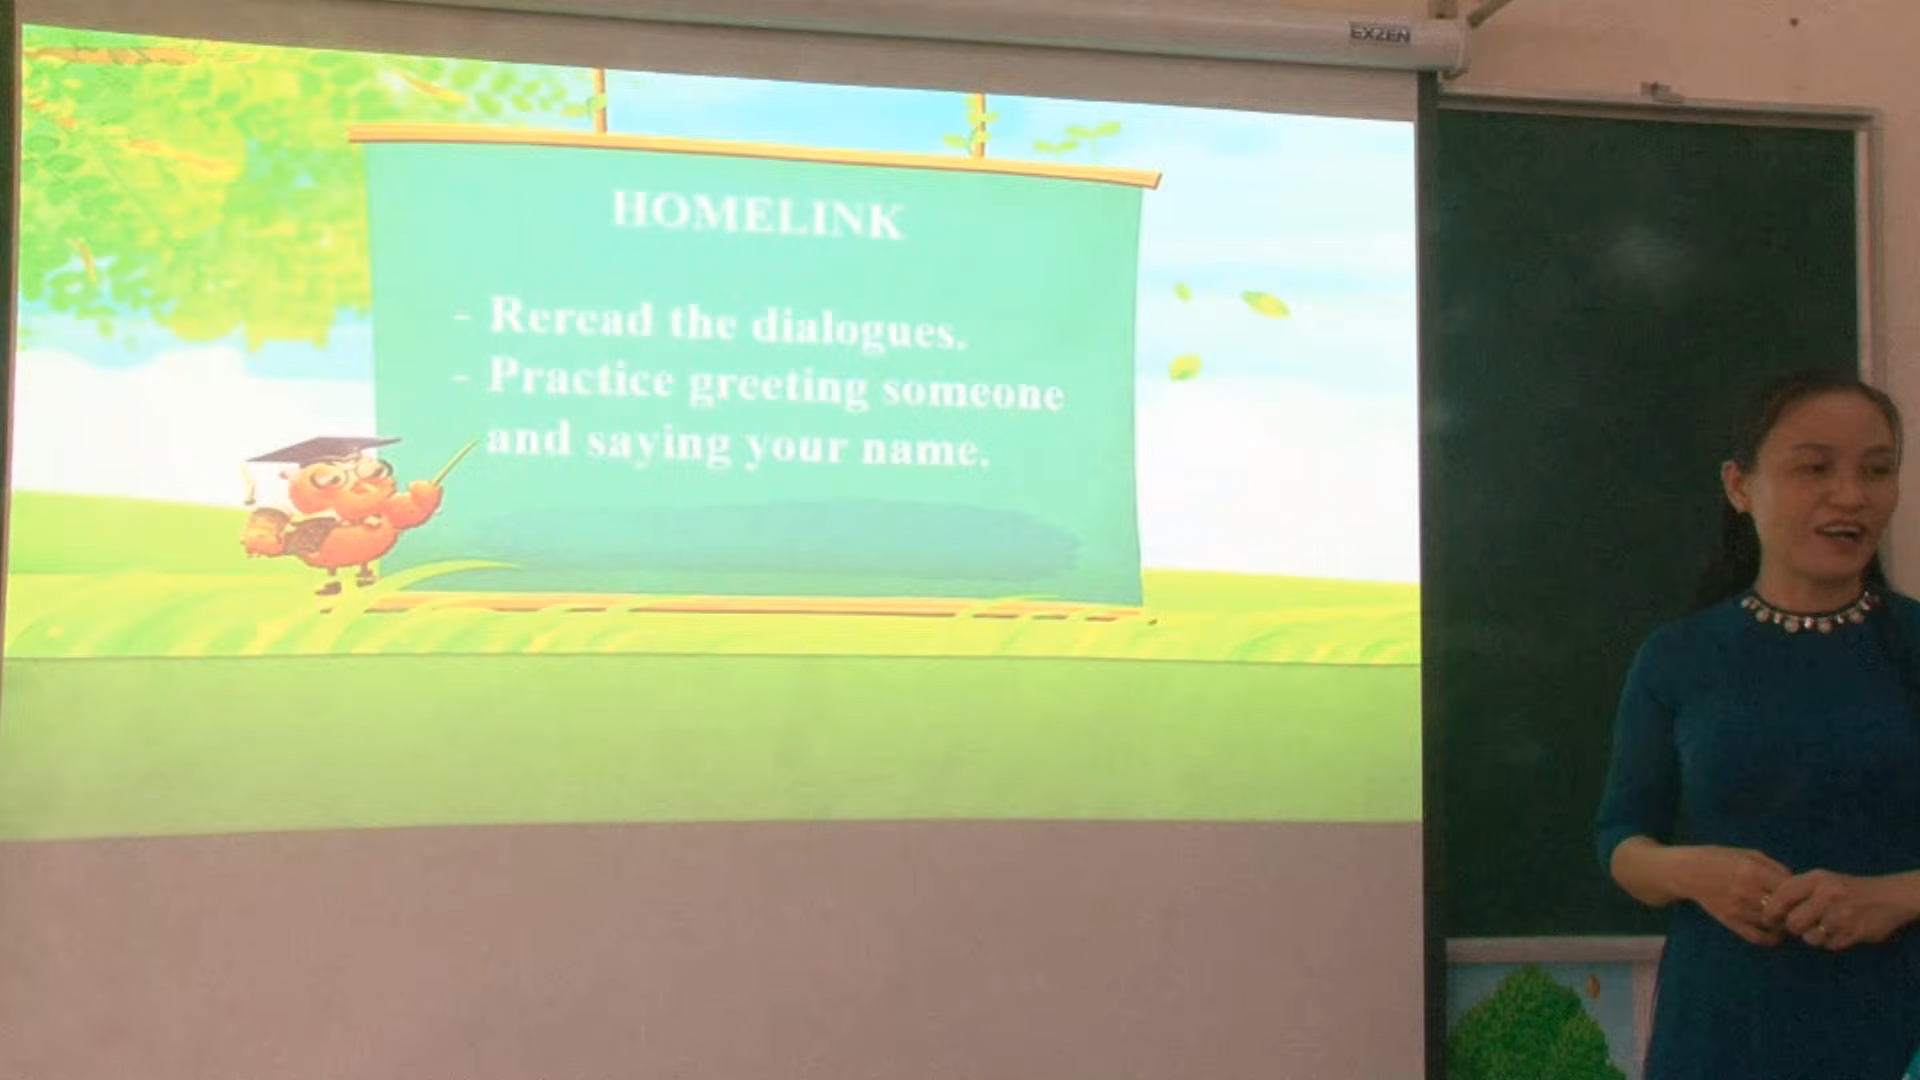 EXZEN
HOMELINK
- Reread the dialogues.
- Practice greeting someone
and saying your name.